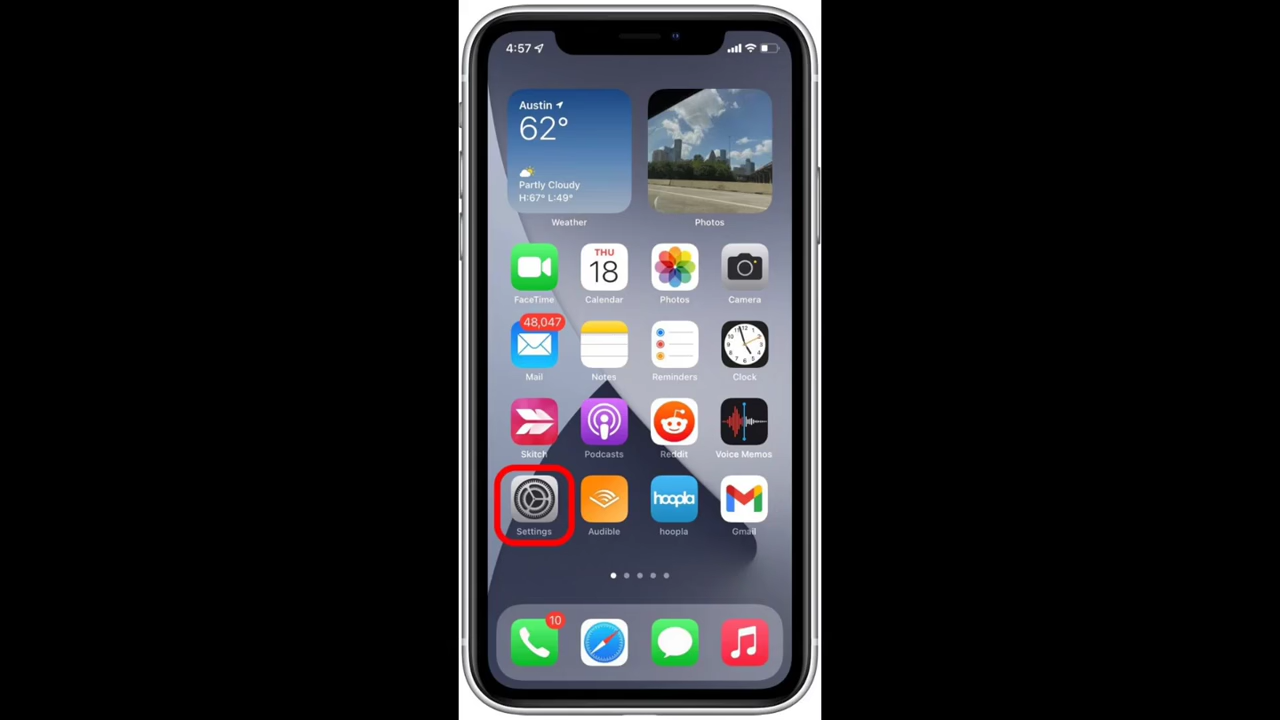 4:57
Austin
62°
Partly Cloudy
H:67° L:49°
Weather
Photos
THU
18
FaceTime
Calendar
Photos
Camera
48,047
Mail
Notes
Reminders
Clock
Skitch
Podcasts
Reddit
Voice Memos
hoopla
Settings
Audible
hoopla
Gmail
10